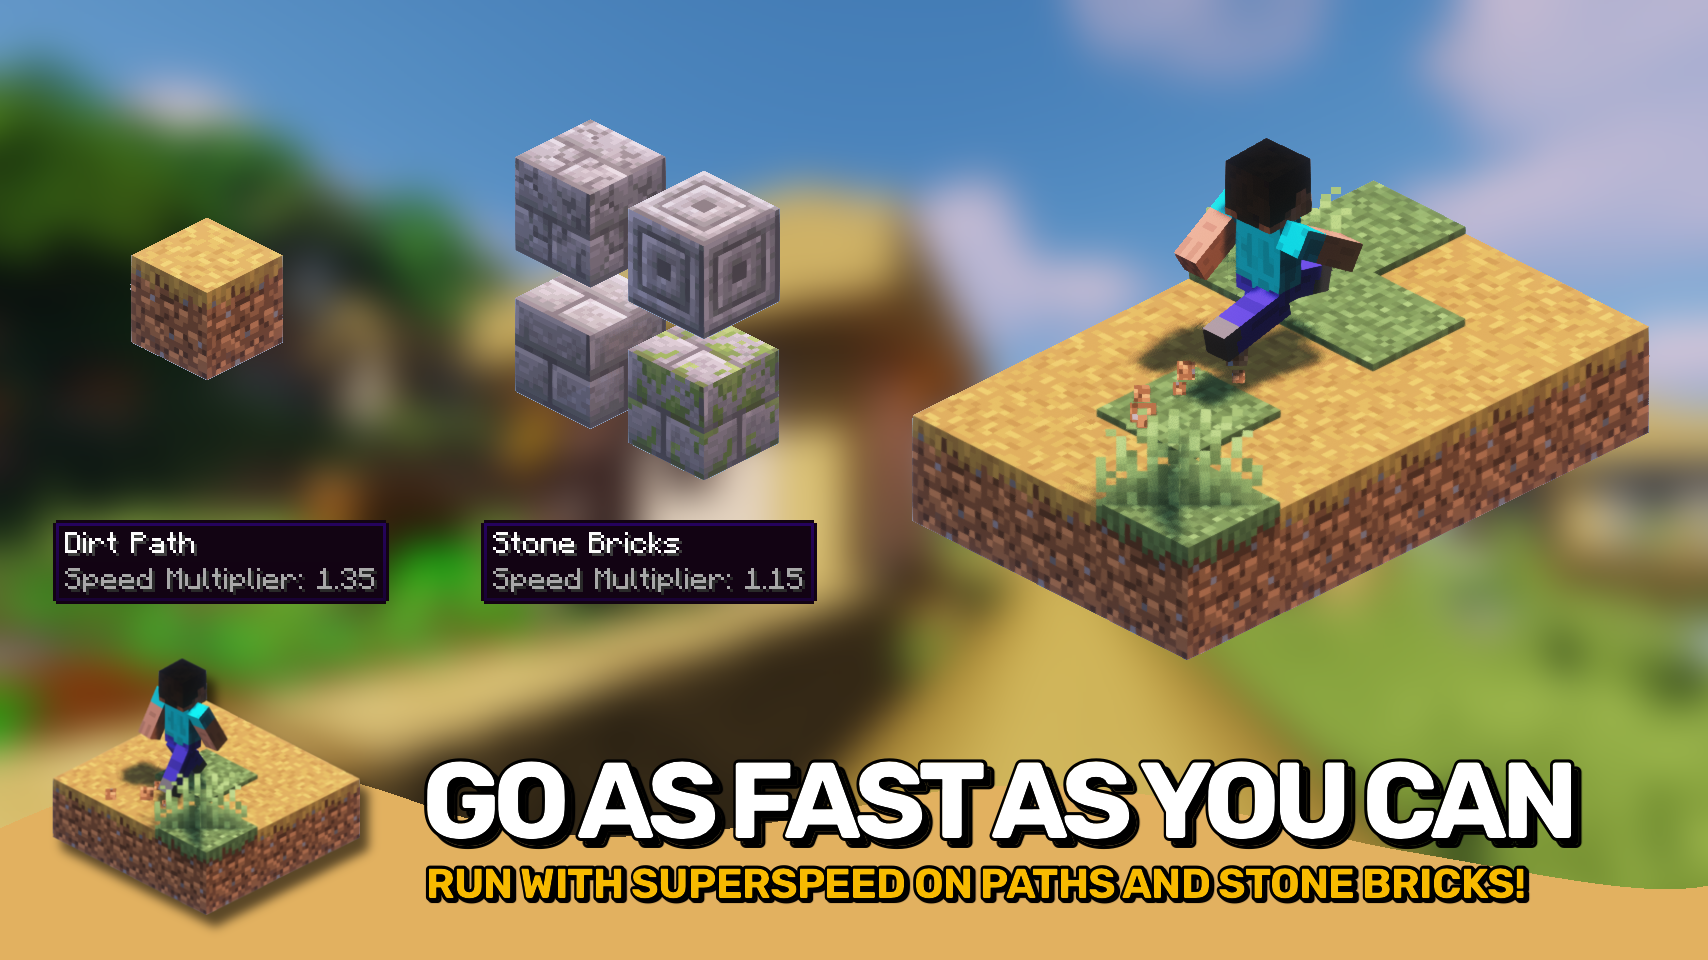 Dirt Path
Speed Multiplier: 1.35
Stone Bricks
Speed Multiplier: 1.15
GO AS FAST AS YOU CAN
RUN WITH SUPERSPEED ON PATHS AND STONE BRICKS!